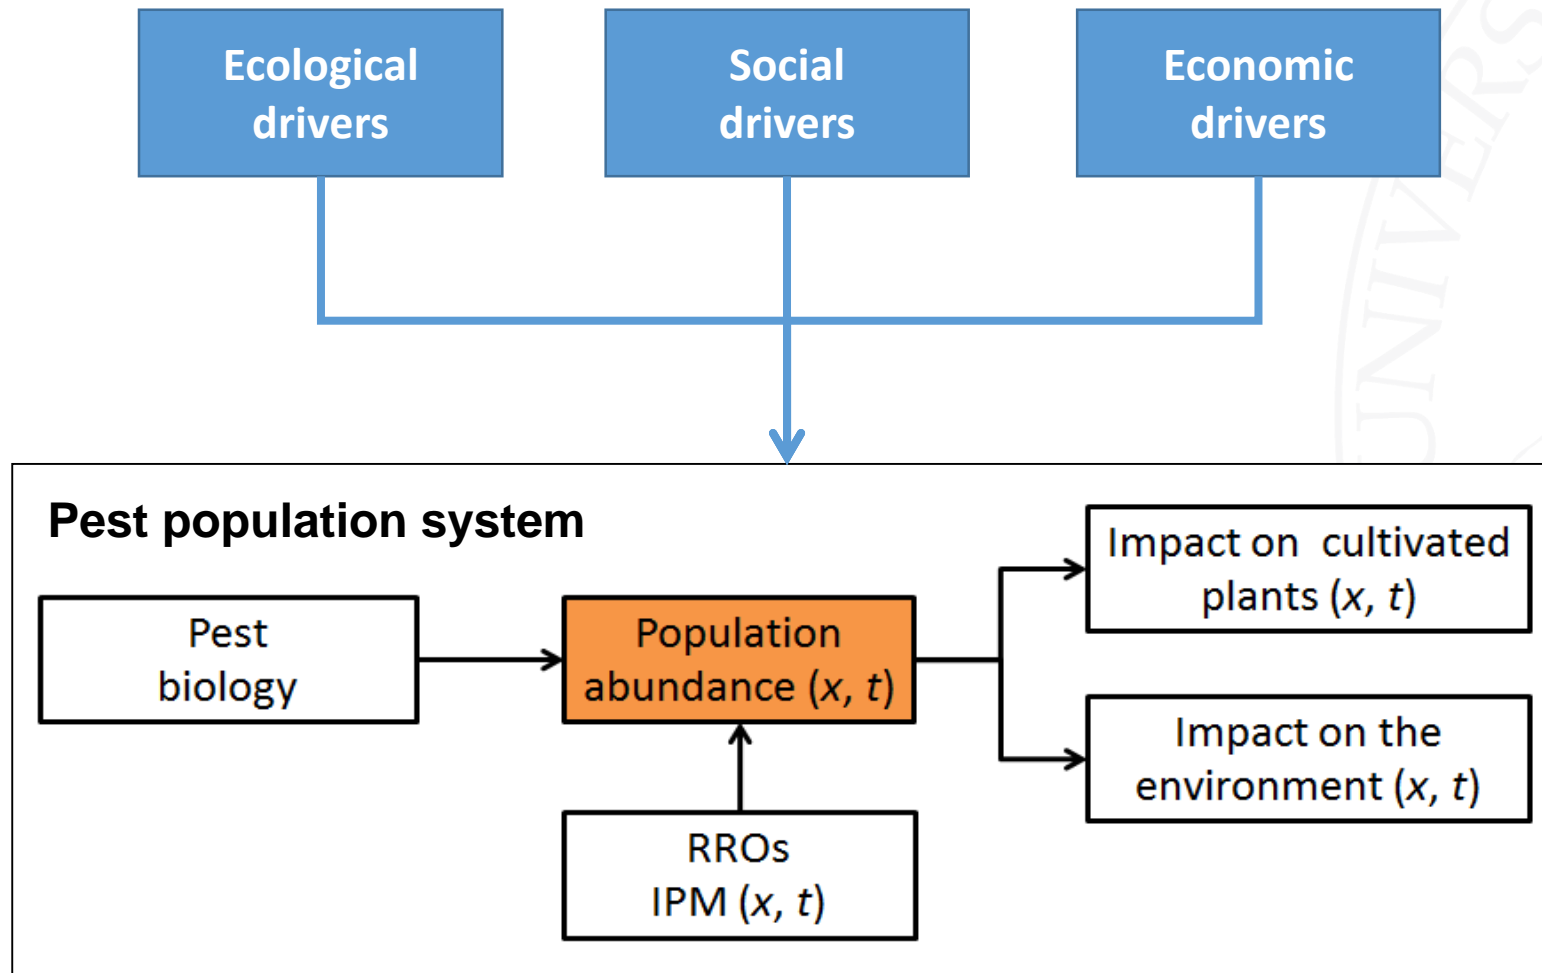 Ecological
drivers
Social
drivers
Economic
drivers
Pest population system
Pest
biology
Population
abundance (x, t)
RROs
IPM (x, t)
Impact on cultivated
plants (x, t)
Impact on the
environment (x, t)
UNIVERS